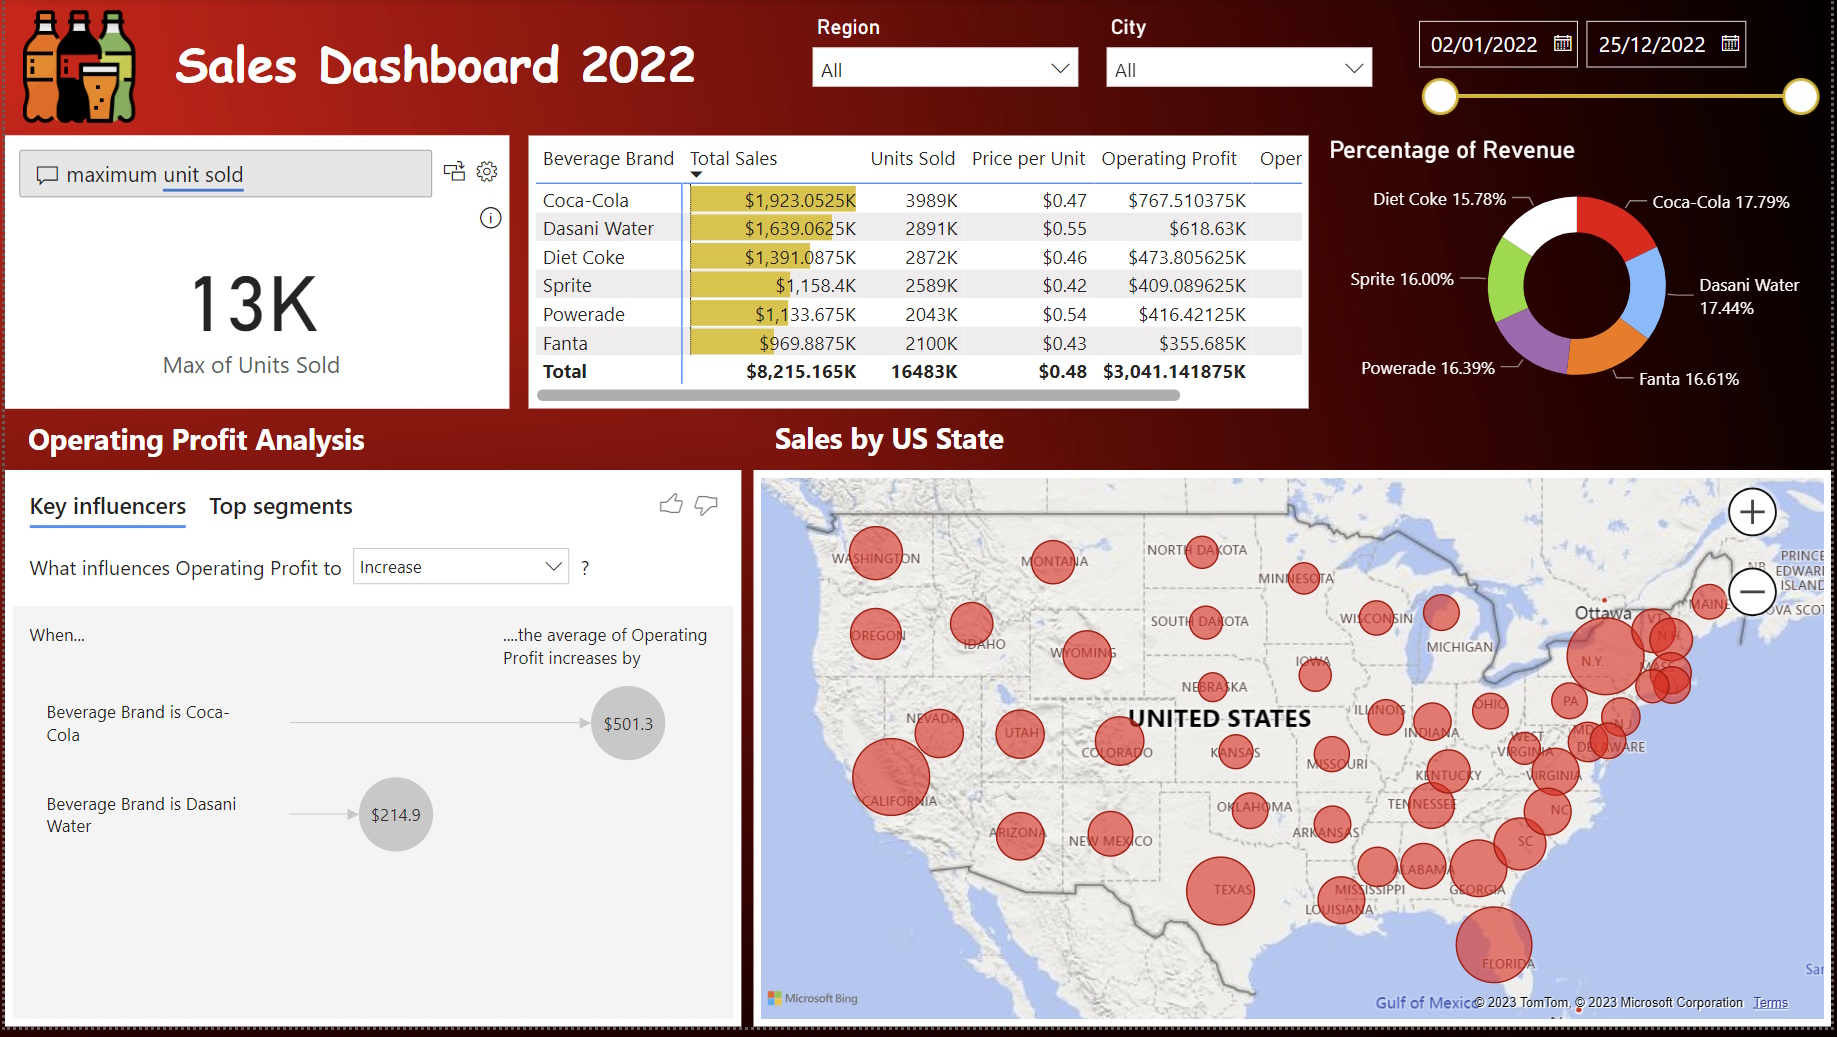 Sales Dashboard 2022
Region
All
City
All
02/01/2022
25/12/2022
maximum unit sold
13K
Max of Units Sold
Beverage Brand Total Sales Units Sold Price per Unit Operating Profit Oper
Coca-Cola $1,923.0525K 3989K $0.47 $767.510375K
Dasani Water $1,639.0625K 2891K $0.55 $618.63K
Diet Coke $1,391.0875K 2872K $0.46 $473.805625K
Sprite $1,158.4K 2589K $0.42 $409.089625K
Powerade $1,133.675K 2043K $0.54 $416.42125K
Fanta $969.8875K 2100K $0.43 $355.685K
Total $8,215.165K 16483K $0.48 $3,041.141875K
Percentage of Revenue
Diet Coke 15.78%
Coca-Cola 17.79%
Sprite 16.00%
Dasani Water
17.44%
Powerade 16.39%
Fanta 16.61%
Operating Profit Analysis
Key influencers Top segments
What influences Operating Profit to Increase ?
When...
....the average of Operating
Profit increases by
Beverage Brand is Coca-
Cola
$501.3
Beverage Brand is Dasani
Water
$214.9
Sales by US State
WASHINGTON
MONTANA
NORTH DAKOTA
MINNESOTA
NB
PRINCE
EDWARD
ISLAND
OREGON
IDAHO
WYOMING
SOUTH DAKOTA
WISCONSIN
MICHIGAN
Ottawa
VT
N.H.
MAINE
OVA SCOT
N.Y.
MASS
IOWA
NEBRASKA
UNITED STATES
NEVADA
UTAH
COLORADO
KANSAS
MISSOURI
ILLINOIS
INDIANA
OHIO
PA
NJ
MD
DELAWARE
WEST
VIRGINIA
VIRGINIA
KENTUCKY
CALIFORNIA
ARIZONA
NEW MEXICO
OKLAHOMA
ARKANSAS
TENNESSEE
NC
SC
TEXAS
LOUISIANA
MISSISSIPPI
ALABAMA
GEORGIA
FLORIDA
Sar
Microsoft Bing
Gulf of Mexico
© 2023 TomTom, © 2023 Microsoft Corporation Terms